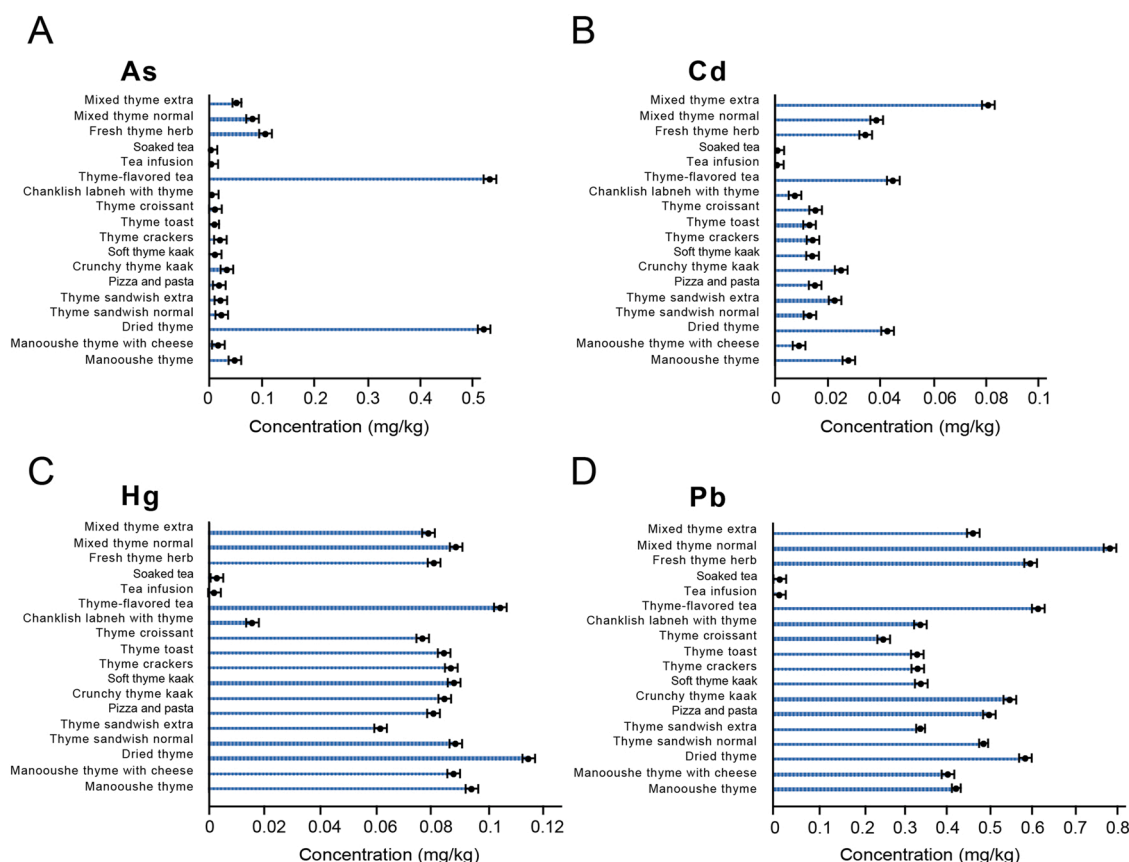 A
As
Mixed thyme extra
Mixed thyme normal
Fresh thyme herb
Soaked tea
Tea infusion
Thyme-flavored tea
Chanklish labneh with thyme
Thyme croissant
Thyme toast
Thyme crackers
Soft thyme kaak
Crunchy thyme kaak
Pizza and pasta
Thyme sandwish extra
Thyme sandwish normal
Dried thyme
Manooushe thyme with cheese
Manooushe thyme
0 0.1 0.2 0.3 0.4 0.5
Concentration (mg/kg)
B
Cd
Mixed thyme extra
Mixed thyme normal
Fresh thyme herb
Soaked tea
Tea infusion
Thyme-flavored tea
Chanklish labneh with thyme
Thyme croissant
Thyme toast
Thyme crackers
Soft thyme kaak
Crunchy thyme kaak
Pizza and pasta
Thyme sandwish extra
Thyme sandwish normal
Dried thyme
Manooushe thyme with cheese
Manooushe thyme
0 0.02 0.04 0.06 0.08 0.1
Concentration (mg/kg)
C
Hg
Mixed thyme extra
Mixed thyme normal
Fresh thyme herb
Soaked tea
Tea infusion
Thyme-flavored tea
Chanklish labneh with thyme
Thyme croissant
Thyme toast
Thyme crackers
Soft thyme kaak
Crunchy thyme kaak
Pizza and pasta
Thyme sandwish extra
Thyme sandwish normal
Dried thyme
Manooushe thyme with cheese
Manooushe thyme
0 0.02 0.04 0.06 0.08 0.1 0.12
Concentration (mg/kg)
D
Pb
Mixed thyme extra
Mixed thyme normal
Fresh thyme herb
Soaked tea
Tea infusion
Thyme-flavored tea
Chanklish labneh with thyme
Thyme croissant
Thyme toast
Thyme crackers
Soft thyme kaak
Crunchy thyme kaak
Pizza and pasta
Thyme sandwish extra
Thyme sandwish normal
Dried thyme
Manooushe thyme with cheese
Manooushe thyme
0 0.1 0.2 0.3 0.4 0.5 0.6 0.7 0.8
Concentration (mg/kg)